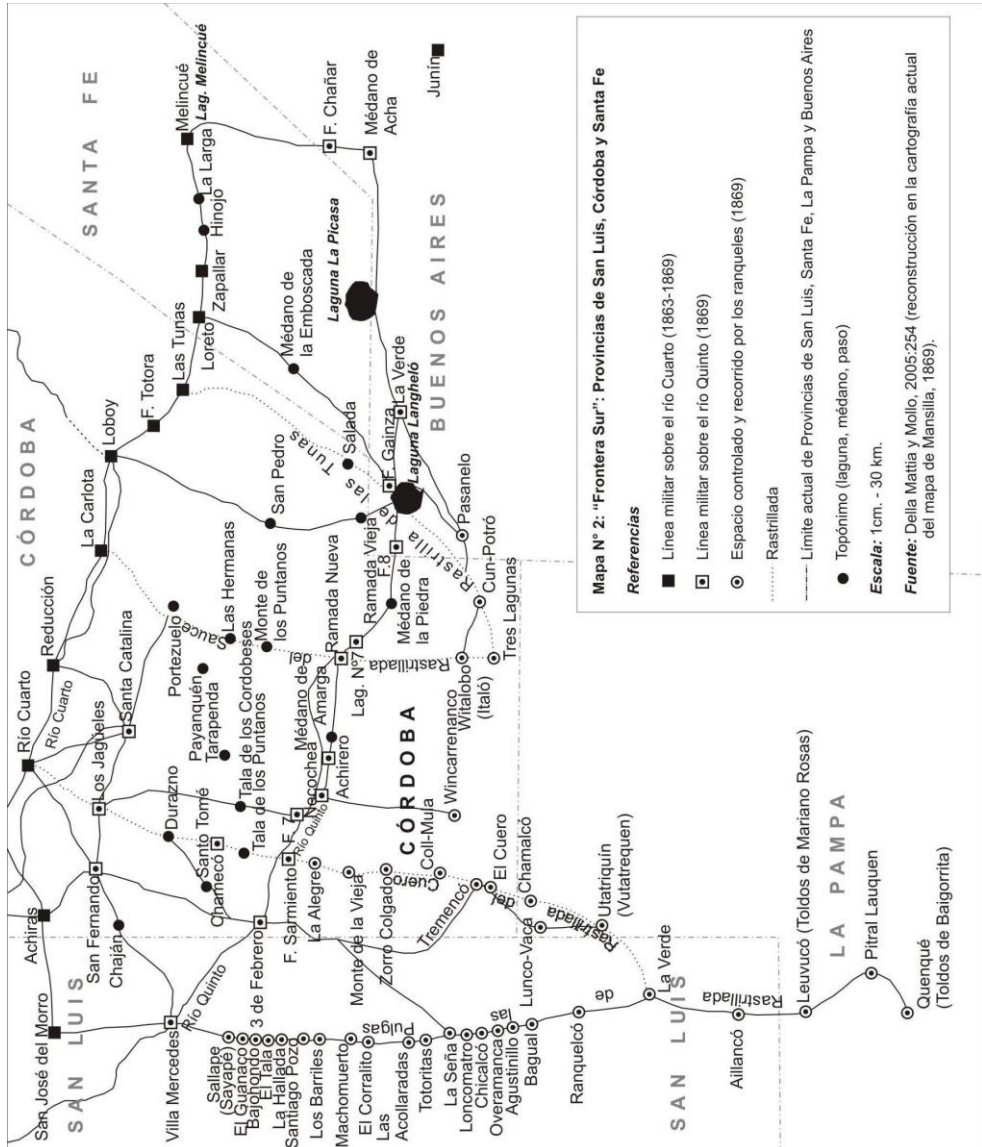 CÓRDOBA
SANTA FE
BUENOS AIRES
SAN LUIS
CÓRDOBA
SAN LUIS
LA PAMPA
San José del Morro
Achiras
Río Cuarto
Río Cuarto
Reducción
La Carlota
Loboy
F. Totora
Las Tunas
Loreto
Zapallar
Hinojo
La Larga
Melincué
Lag. Melincué
F. Chañar
Médano de
Acha
Junín
San Fernando
Chaján
Los Jagüeles
Santa Catalina
Portezuelo
Durazno
Santo Tomé
Chamecó
Payanquén
Tarapenda
Tala de los Cordobeses
Tala de los Puntanos
Las Hermanas
Monte de
los Puntanos
San Pedro
Médano de
la Emboscada
Laguna La Picasa
Salada
F. Gainza
La Verde
Laguna Langheló
Villa Mercedes
Río Quinto
3 de Febrero
F. Sarmiento
F. 7
Necochea
Río Quinto
Achirero
Médano de
Amarga
Lag. Nº7
Ramada Nueva
Ramada Vieja
Médano de
la Piedra
F.8
Rastrilla de las Tunas
Rastrillada del Sauce
Pasanelo
Cun-Potró
Tres Lagunas
Witalobo
(Italó)
Wincarrenanco
La Alegre
Monte de la Vieja
Zorro Colgado
Coll-Mula
Tremencó
El Cuero
Chamalcó
Lunco-Vaca
Utatriquín
(Vutatrequen)
Rastrillada del Cuero
Sallape
(Sayapé)
El Guanaco
Bajohondo
El Tala
La Hallada
Santiago Poz
Los Barriles
Machomuerto
El Corralito
Las
Acollaradas
Totoritas
La Seña
Loncomatro
Chicalcó
Overamanca
Agustinillo
Bagual
Ranquelcó
La Verde
Aillancó
Rastrillada de las Pulgas
Leuvucó (Toldos de Mariano Rosas)
Pitral Lauquen
Quenqué
(Toldos de Baigorrita)
Mapa Nº 2: "Frontera Sur": Provincias de San Luis, Córdoba y Santa Fe
Referencias
Línea militar sobre el río Cuarto (1863-1869)
Línea militar sobre el río Quinto (1869)
Espacio controlado y recorrido por los ranqueles (1869)
Rastrillada
Límite actual de Provincias de San Luis, Santa Fe, La Pampa y Buenos Aires
Topónimo (laguna, médano, paso)
Escala: 1cm. - 30 km.
Fuente: Della Mattia y Mollo, 2005:254 (reconstrucción en la cartografía actual
del mapa de Mansilla, 1869).